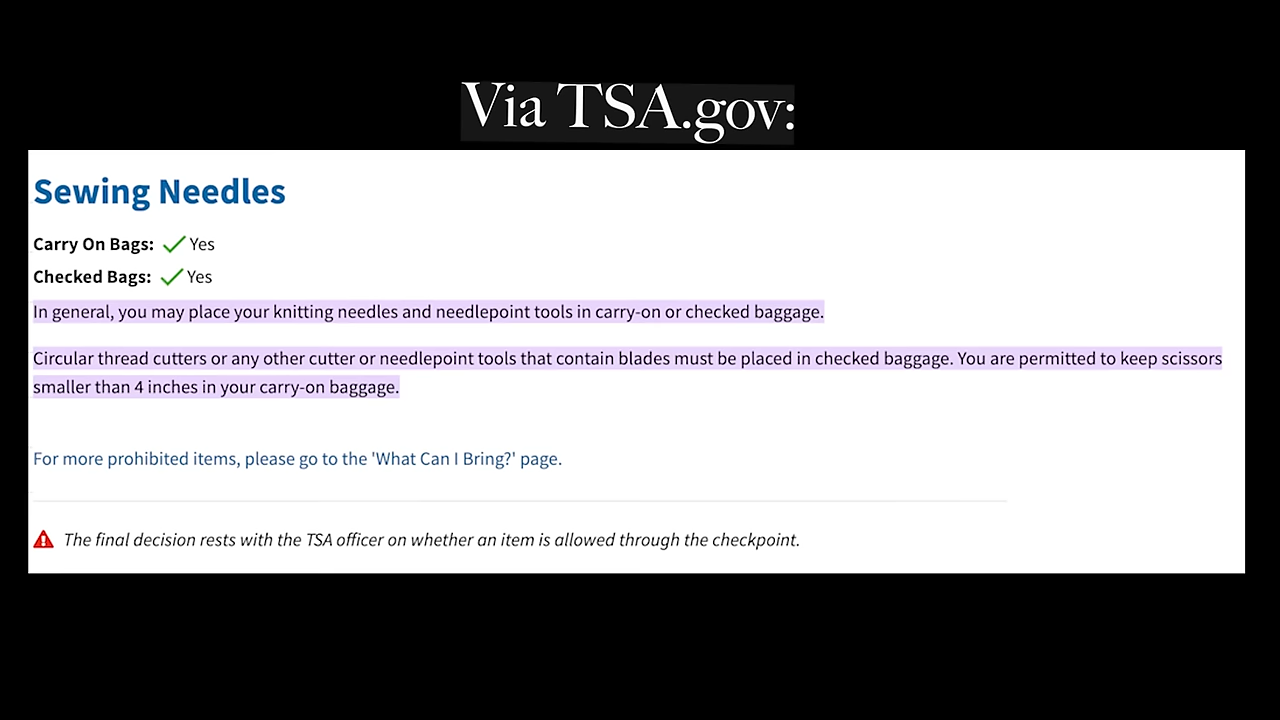 Via TSA.gov:
Sewing Needles
Carry On Bags: Yes
Checked Bags: Yes
In general, you may place your knitting needles and needlepoint tools in carry-on or checked baggage.
Circular thread cutters or any other cutter or needlepoint tools that contain blades must be placed in checked baggage. You are permitted to keep scissors
smaller than 4 inches in your carry-on baggage.
For more prohibited items, please go to the 'What Can I Bring?' page.
The final decision rests with the TSA officer on whether an item is allowed through the checkpoint.